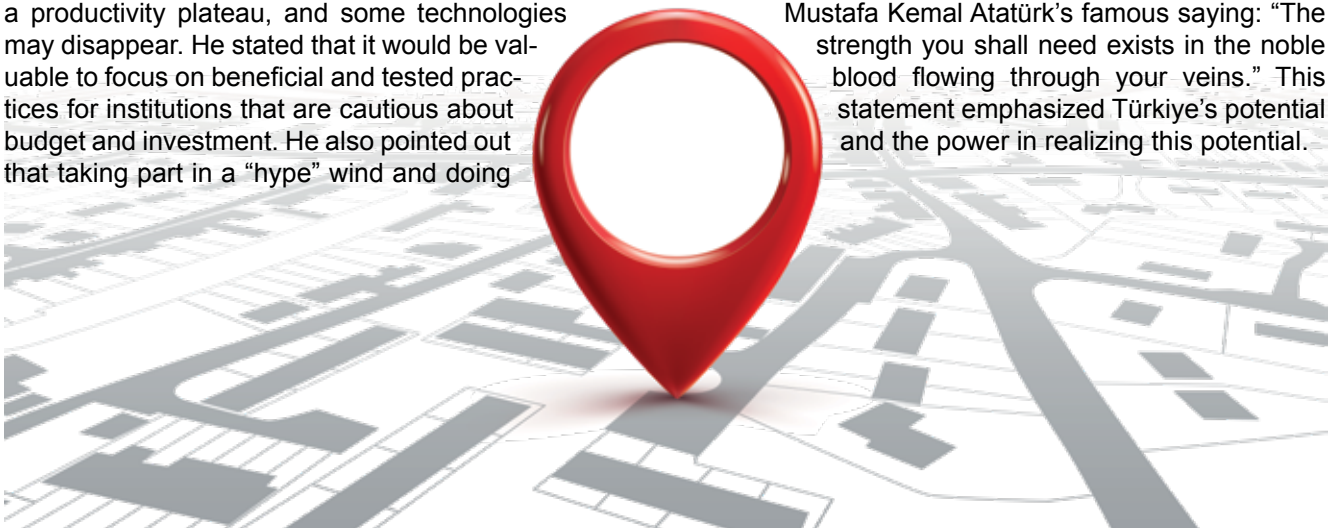 a productivity plateau, and some technologies
may disappear. He stated that it would be val-
uable to focus on beneficial and tested prac-
tices for institutions that are cautious about
budget and investment. He also pointed out
that taking part in a “hype” wind and doing
Mustafa Kemal Atatürk’s famous saying: “The
strength you shall need exists in the noble
blood flowing through your veins.” This
statement emphasized Türkiye’s potential
and the power in realizing this potential.